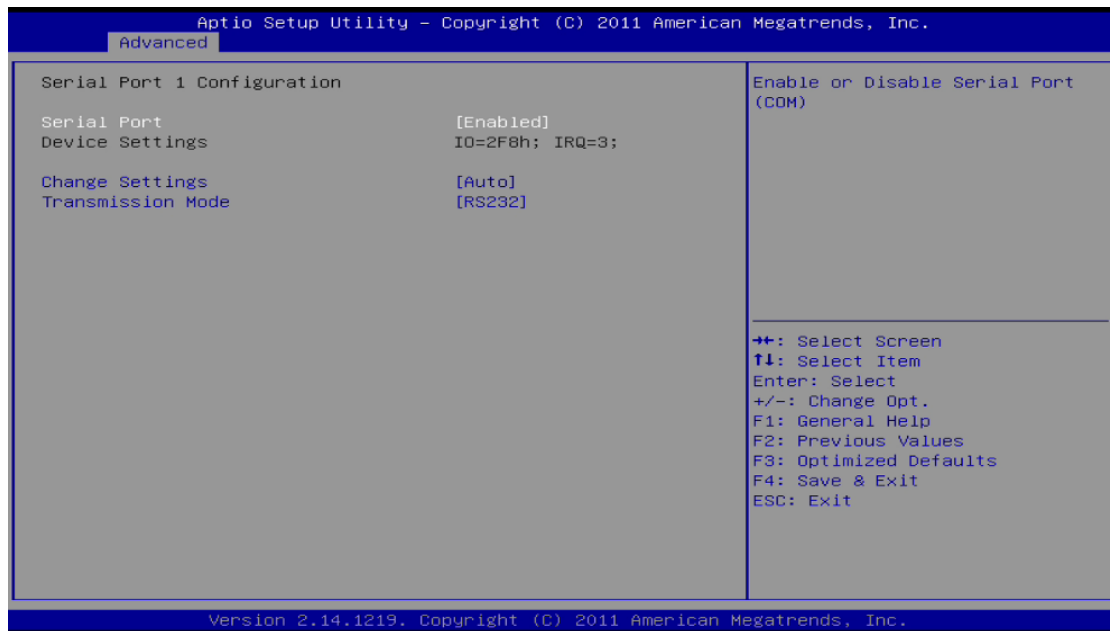 Aptio Setup Utility – Copyright (C) 2011 American Megatrends, Inc.
Advanced
Serial Port 1 Configuration
Serial Port [Enabled]
Device Settings IO=2F8h; IRQ=3;
Change Settings [Auto]
Transmission Mode [RS232]
Enable or Disable Serial Port
(COM)
→←: Select Screen
↑↓: Select Item
Enter: Select
+/-: Change Opt.
F1: General Help
F2: Previous Values
F3: Optimized Defaults
F4: Save & Exit
ESC: Exit
Version 2.14.1219. Copyright (C) 2011 American Megatrends, Inc.